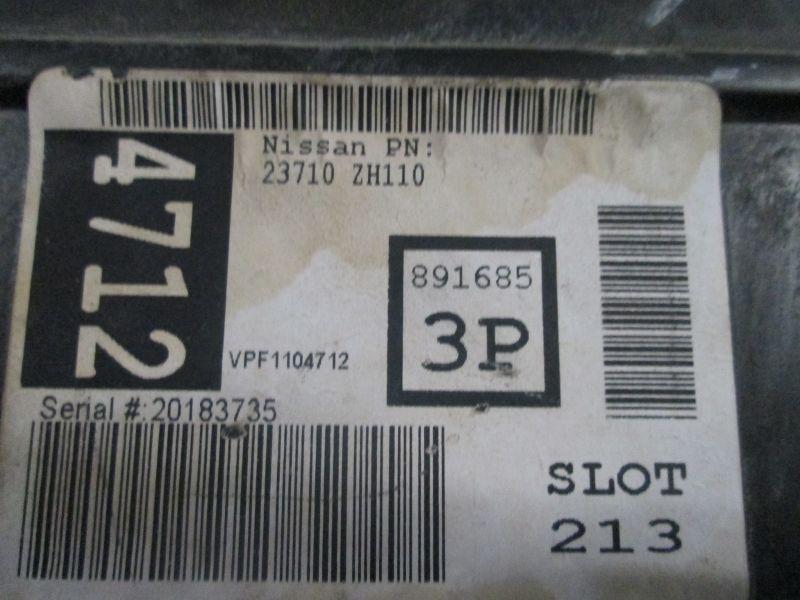 Nissan PN:
23710 ZH110
4712
891685
3P
VPF1104712
Serial #: 20183735
SLOT
213